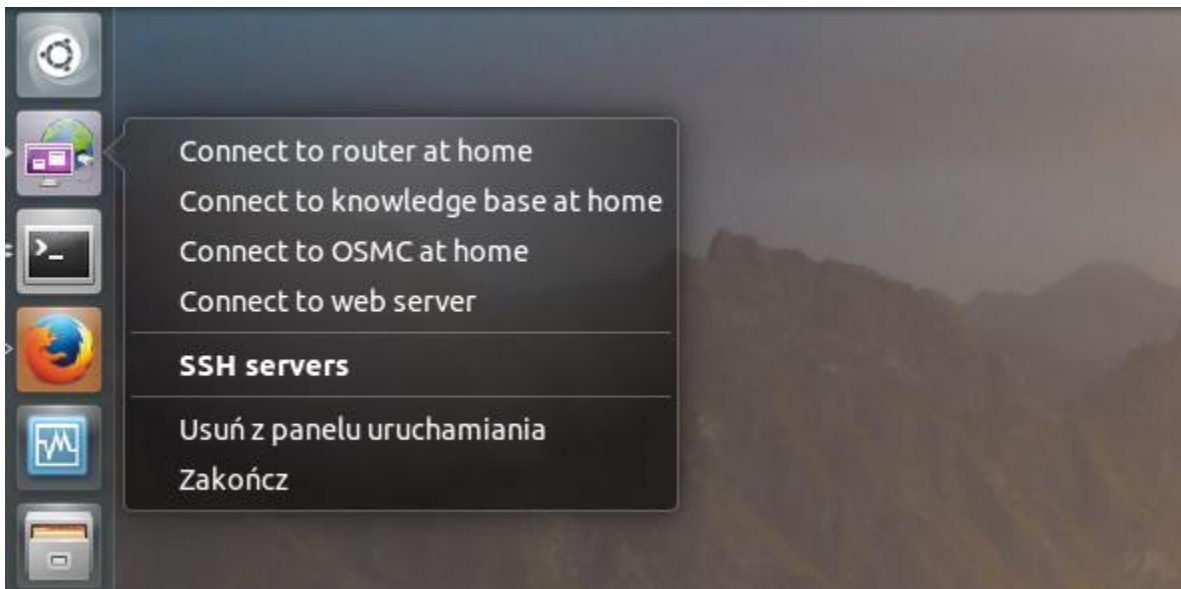 Connect to router at home
Connect to knowledge base at home
Connect to OSMC at home
Connect to web server
SSH servers
Usuń z panelu uruchamiania
Zakończ